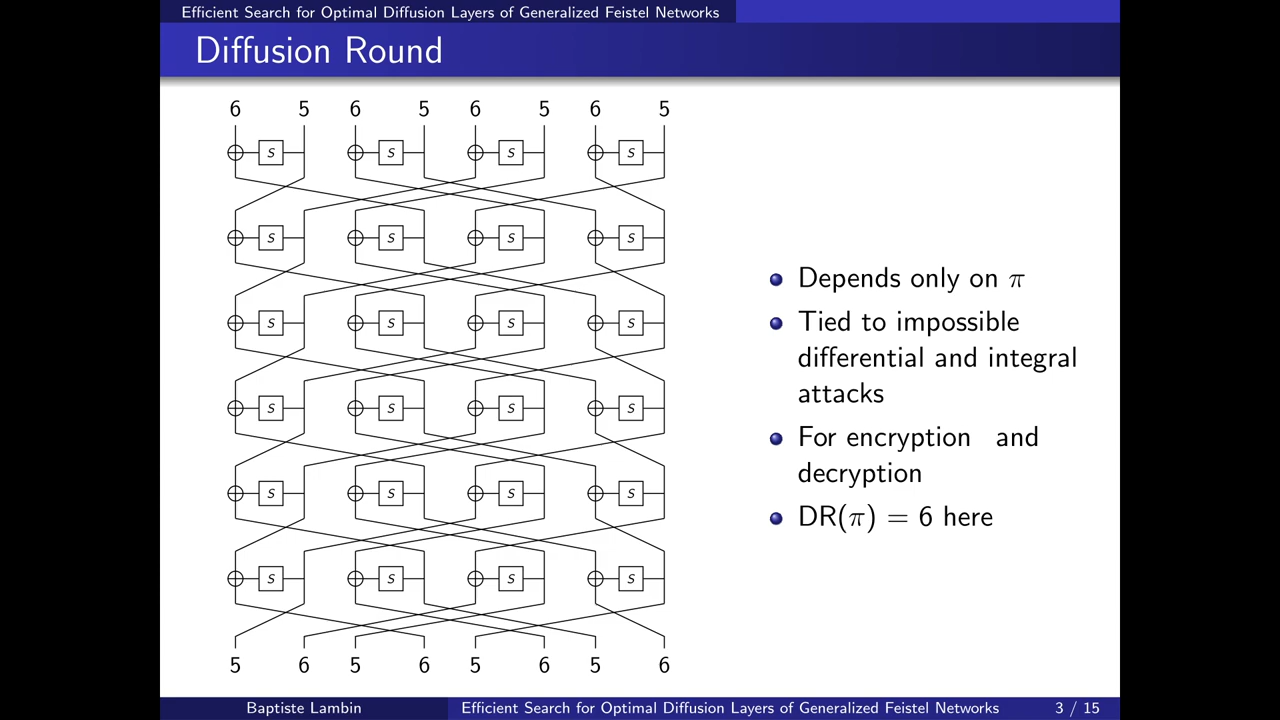 Efficient Search for Optimal Diffusion Layers of Generalized Feistel Networks
Diffusion Round
6 5 6 5 6 5 6 5
S S S S
S S S S
S S S S
S S S S
S S S S
S S S S
5 6 5 6 5 6 5 6
Depends only on π
Tied to impossible
differential and integral
attacks
For encryption and
decryption
DR(π) = 6 here
Baptiste Lambin Efficient Search for Optimal Diffusion Layers of Generalized Feistel Networks 3 / 15